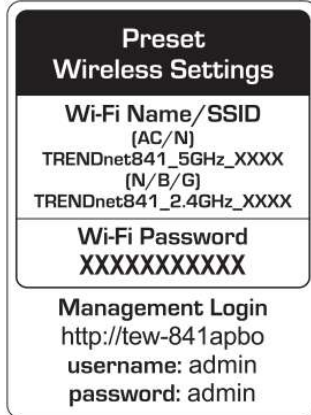 Preset
Wireless Settings
Wi-Fi Name/SSID
(AC/N)
TRENDnet841_5GHz_XXXX
(N/B/G)
TRENDnet841_2.4GHz_XXXX
Wi-Fi Password
XXXXXXXXXXX
Management Login
http://tew-841apbo
username: admin
password: admin